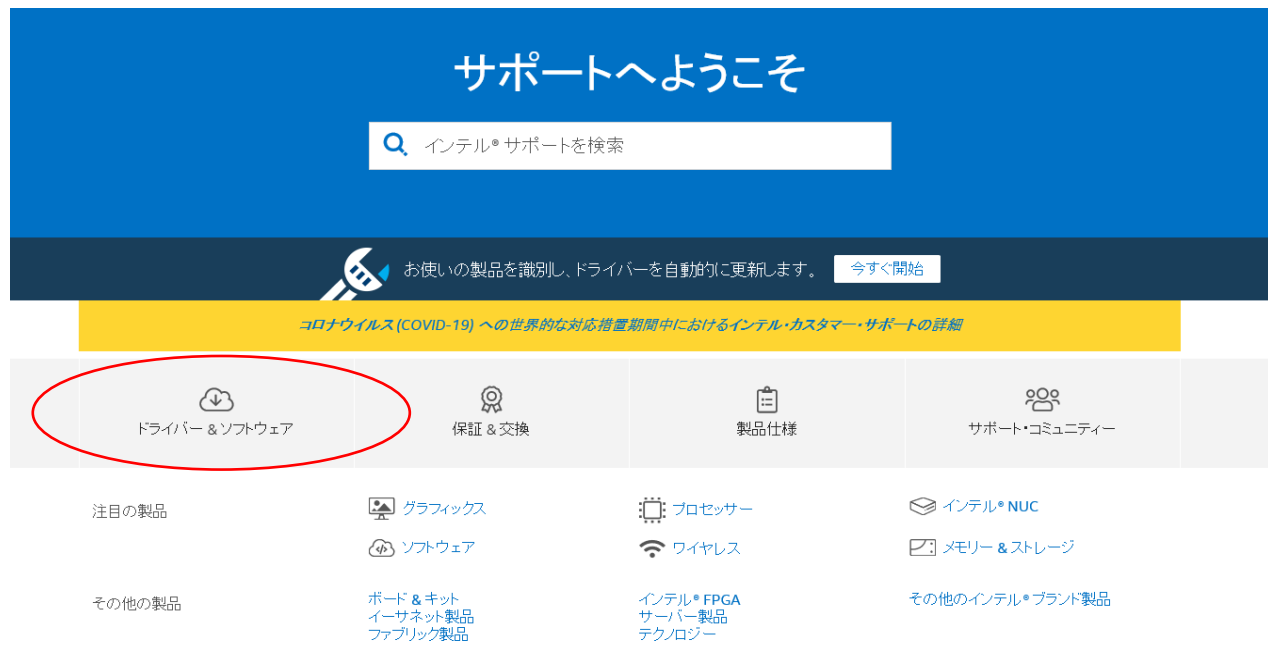 サポートへようこそ
インテル® サポートを検索
お使いの製品を識別し、ドライバーを自動的に更新します。 今すぐ開始
コロナウイルス (COVID-19) への世界的な対応措置期間中におけるインテル・カスタマー・サポートの詳細
ドライバー & ソフトウェア
保証 & 交換
製品仕様
サポート・コミュニティー
注目の製品
グラフィックス
プロセッサー
インテル® NUC
ソフトウェア
ワイヤレス
メモリー & ストレージ
その他の製品
ボード & キット
イーサネット製品
ファブリック製品
インテル® FPGA
サーバー製品
テクノロジー
その他のインテル® ブランド製品